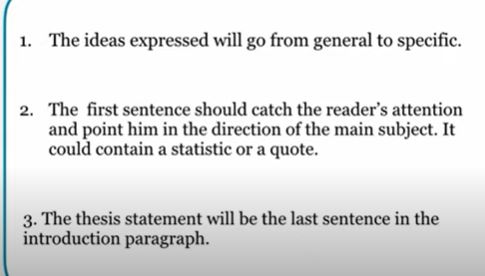 1. The ideas expressed will go from general to specific.
2. The first sentence should catch the reader's attention
and point him in the direction of the main subject. It
could contain a statistic or a quote.
3. The thesis statement will be the last sentence in the
introduction paragraph.